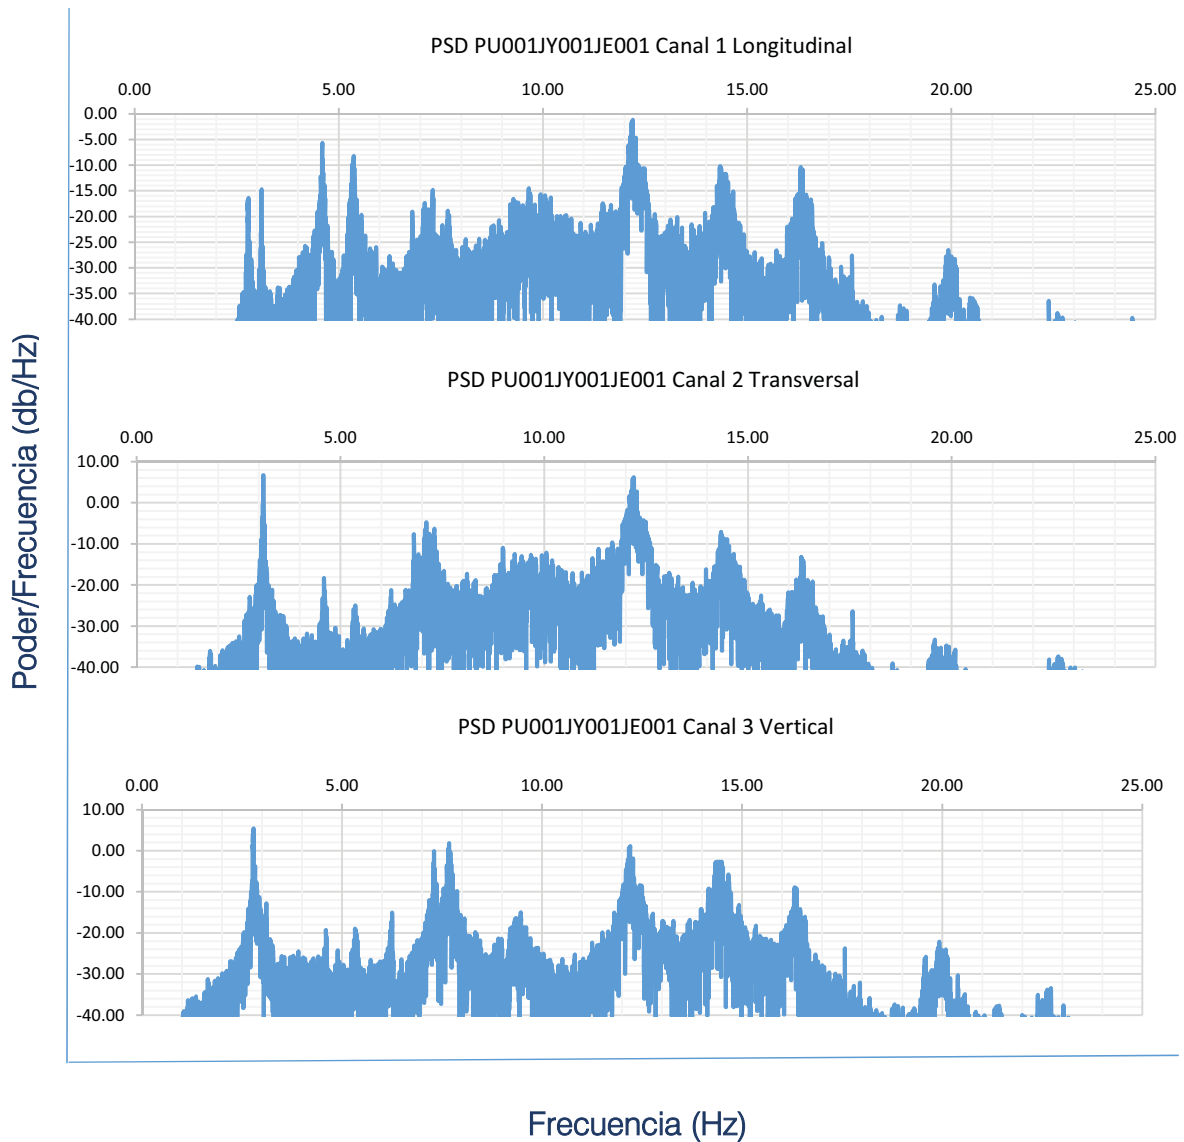 PSD PU001JY001JE001 Canal 1 Longitudinal
0.00 5.00 10.00 15.00 20.00 25.00
0.00
-5.00
-10.00
-15.00
-20.00
-25.00
-30.00
-35.00
-40.00
PSD PU001JY001JE001 Canal 2 Transversal
0.00 5.00 10.00 15.00 20.00 25.00
10.00
0.00
-10.00
-20.00
-30.00
-40.00
PSD PU001JY001JE001 Canal 3 Vertical
0.00 5.00 10.00 15.00 20.00 25.00
10.00
0.00
-10.00
-20.00
-30.00
-40.00
Poder/Frecuencia (db/Hz)
Frecuencia (Hz)